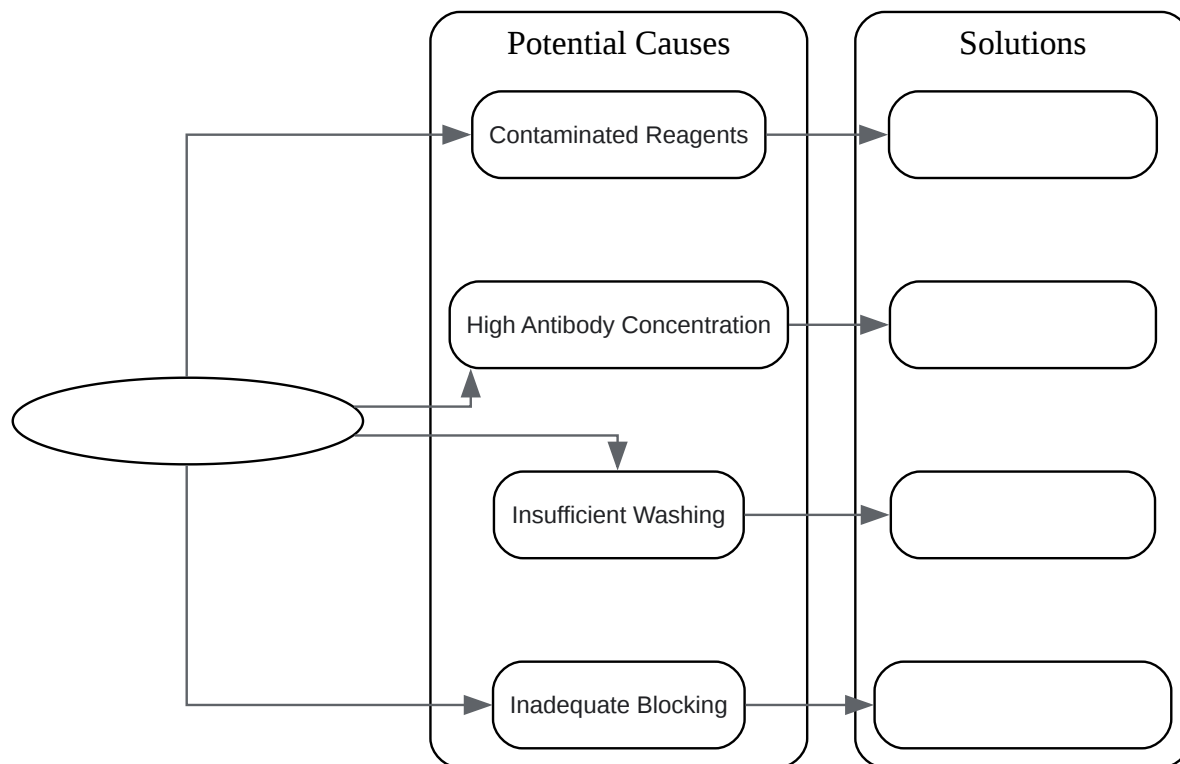 Potential Causes
Solutions
Contaminated Reagents
High Antibody Concentration
Insufficient Washing
Inadequate Blocking